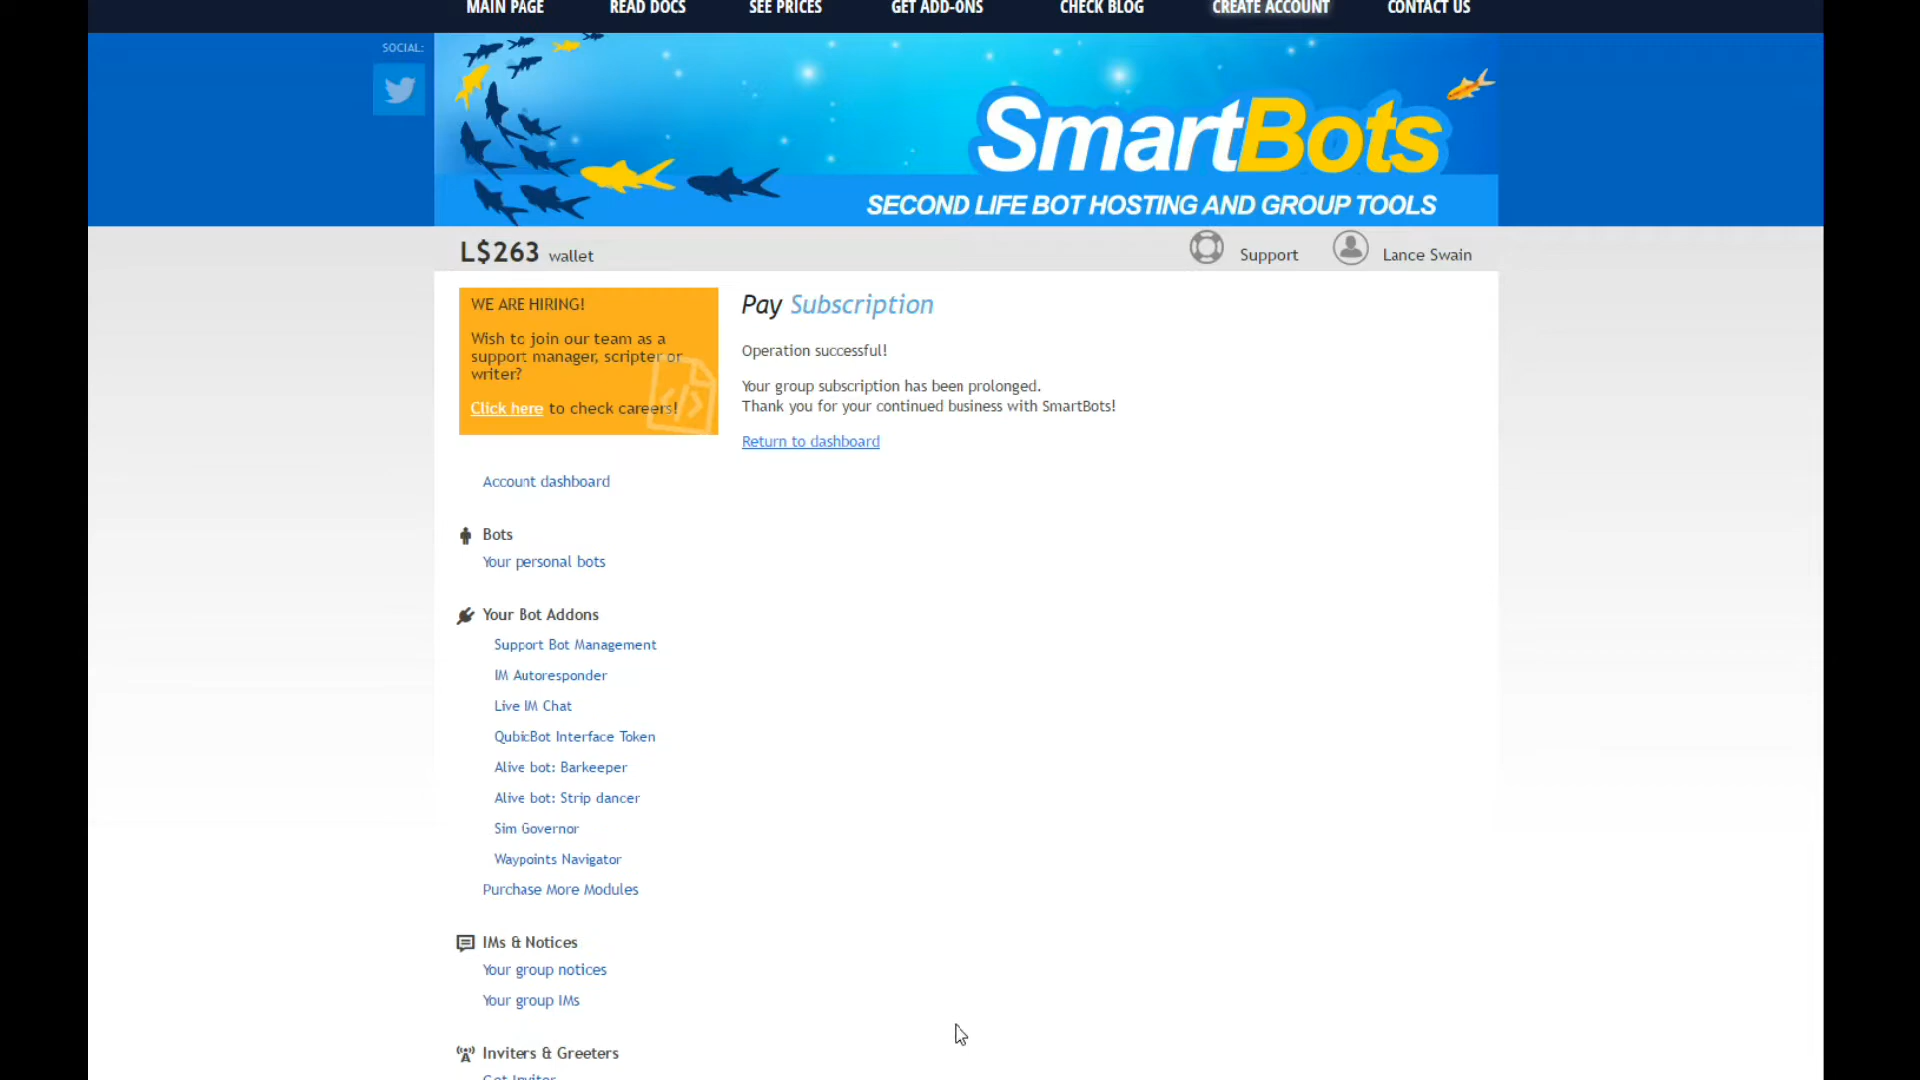 MAIN PAGE READ DOCS SEE PRICES GET ADD-ONS CHECK BLOG CREATE ACCOUNT CONTACT US
SOCIAL:
SmartBots
SECOND LIFE BOT HOSTING AND GROUP TOOLS
L$263 wallet
Support
Lance Swain
WE ARE HIRING!
Wish to join our team as a
support manager, scripter or
writer?
Click here to check careers!
Pay Subscription
Operation successful!
Your group subscription has been prolonged.
Thank you for your continued business with SmartBots!
Return to dashboard
Account dashboard
Bots
Your personal bots
Your Bot Addons
Support Bot Management
IM Autoresponder
Live IM Chat
QubicBot Interface Token
Alive bot: Barkeeper
Alive bot: Strip dancer
Sim Governor
Waypoints Navigator
Purchase More Modules
IMs & Notices
Your group notices
Your group IMs
Inviters & Greeters
Get Inviter